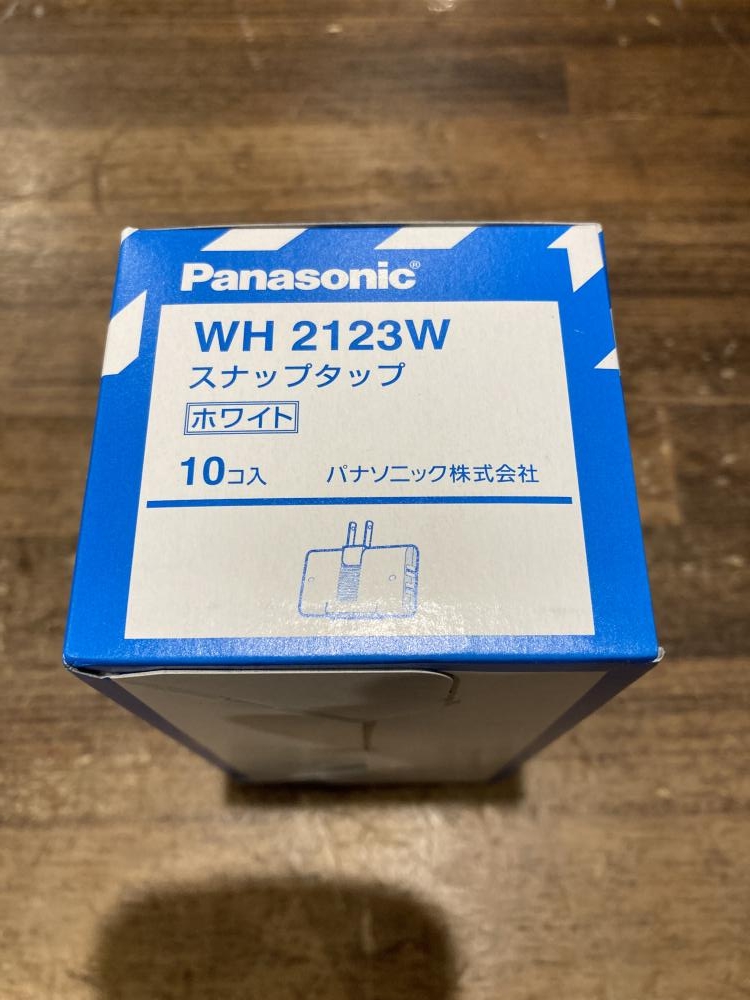 Panasonic®
WH 2123W
スナップタップ
ホワイト
10コ入 パナソニック株式会社